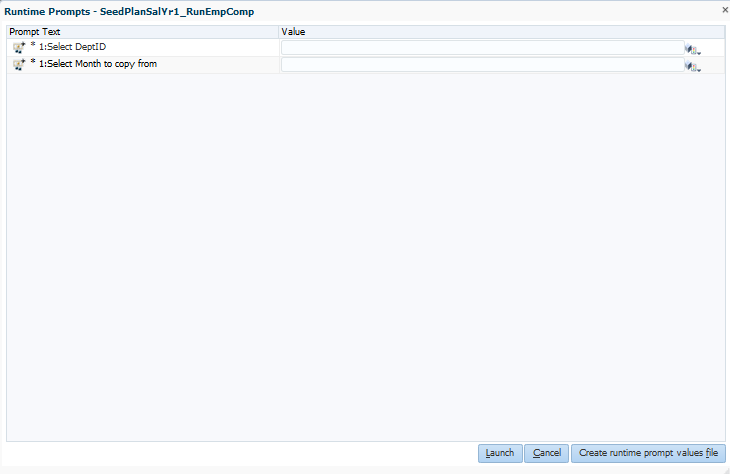 Runtime Prompts - SeedPlanSalYr1_RunEmpComp
Prompt Text Value
* 1:Select DeptID
* 1:Select Month to copy from
Launch Cancel Create runtime prompt values file